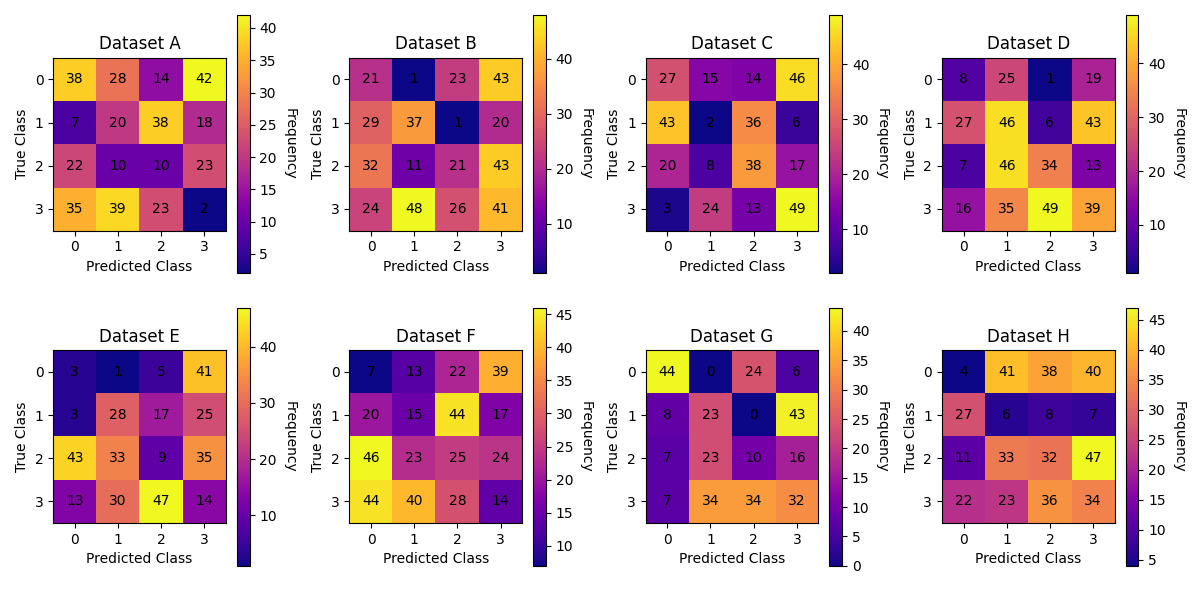 Dataset A
True Class
0 38 28 14 42
1 7 20 38 18
2 22 10 10 23
3 35 39 23 2
0 1 2 3
Predicted Class
40
35
30
25
20
15
10
5
Frequency
Dataset B
True Class
0 21 1 23 43
1 29 37 1 20
2 32 11 21 43
3 24 48 26 41
0 1 2 3
Predicted Class
40
30
20
10
Frequency
Dataset C
True Class
0 27 15 14 46
1 43 2 36 6
2 20 8 38 17
3 3 24 13 49
0 1 2 3
Predicted Class
40
30
20
10
Frequency
Dataset D
True Class
0 8 25 1 19
1 27 46 6 43
2 7 46 34 13
3 16 35 49 39
0 1 2 3
Predicted Class
40
30
20
10
Frequency
Dataset E
True Class
0 3 1 5 41
1 3 28 17 25
2 43 33 9 35
3 13 30 47 14
0 1 2 3
Predicted Class
40
30
20
10
Frequency
Dataset F
True Class
0 7 13 22 39
1 20 15 44 17
2 46 23 25 24
3 44 40 28 14
0 1 2 3
Predicted Class
45
40
35
30
25
20
15
10
Frequency
Dataset G
True Class
0 44 0 24 6
1 8 23 0 43
2 7 23 10 16
3 7 34 34 32
0 1 2 3
Predicted Class
40
35
30
25
20
15
10
5
0
Frequency
Dataset H
True Class
0 4 41 38 40
1 27 6 8 7
2 11 33 32 47
3 22 23 36 34
0 1 2 3
Predicted Class
45
40
35
30
25
20
15
10
5
Frequency